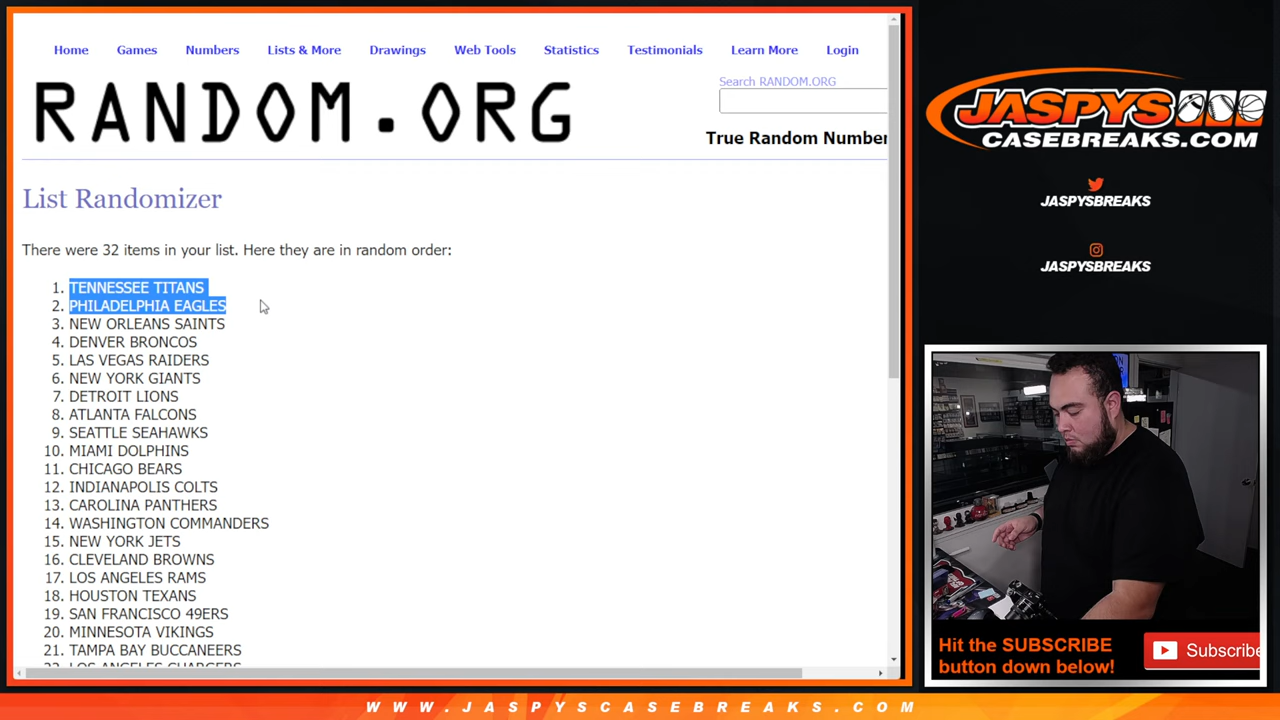 Home Games Numbers Lists & More Drawings Web Tools Statistics Testimonials Learn More Login
Search RANDOM.ORG
RANDOM.ORG
True Random Number
List Randomizer
There were 32 items in your list. Here they are in random order:
1. TENNESSEE TITANS
2. PHILADELPHIA EAGLES
3. NEW ORLEANS SAINTS
4. DENVER BRONCOS
5. LAS VEGAS RAIDERS
6. NEW YORK GIANTS
7. DETROIT LIONS
8. ATLANTA FALCONS
9. SEATTLE SEAHAWKS
10. MIAMI DOLPHINS
11. CHICAGO BEARS
12. INDIANAPOLIS COLTS
13. CAROLINA PANTHERS
14. WASHINGTON COMMANDERS
15. NEW YORK JETS
16. CLEVELAND BROWNS
17. LOS ANGELES RAMS
18. HOUSTON TEXANS
19. SAN FRANCISCO 49ERS
20. MINNESOTA VIKINGS
21. TAMPA BAY BUCCANEERS
22. LOS ANGELES CHARGERS
JASPYS
CASEBREAKS.COM
JASPYSBREAKS
JASPYSBREAKS
Hit the SUBSCRIBE
button down below!
Subscribe
WWW.JASPYSCASEBREAKS.COM